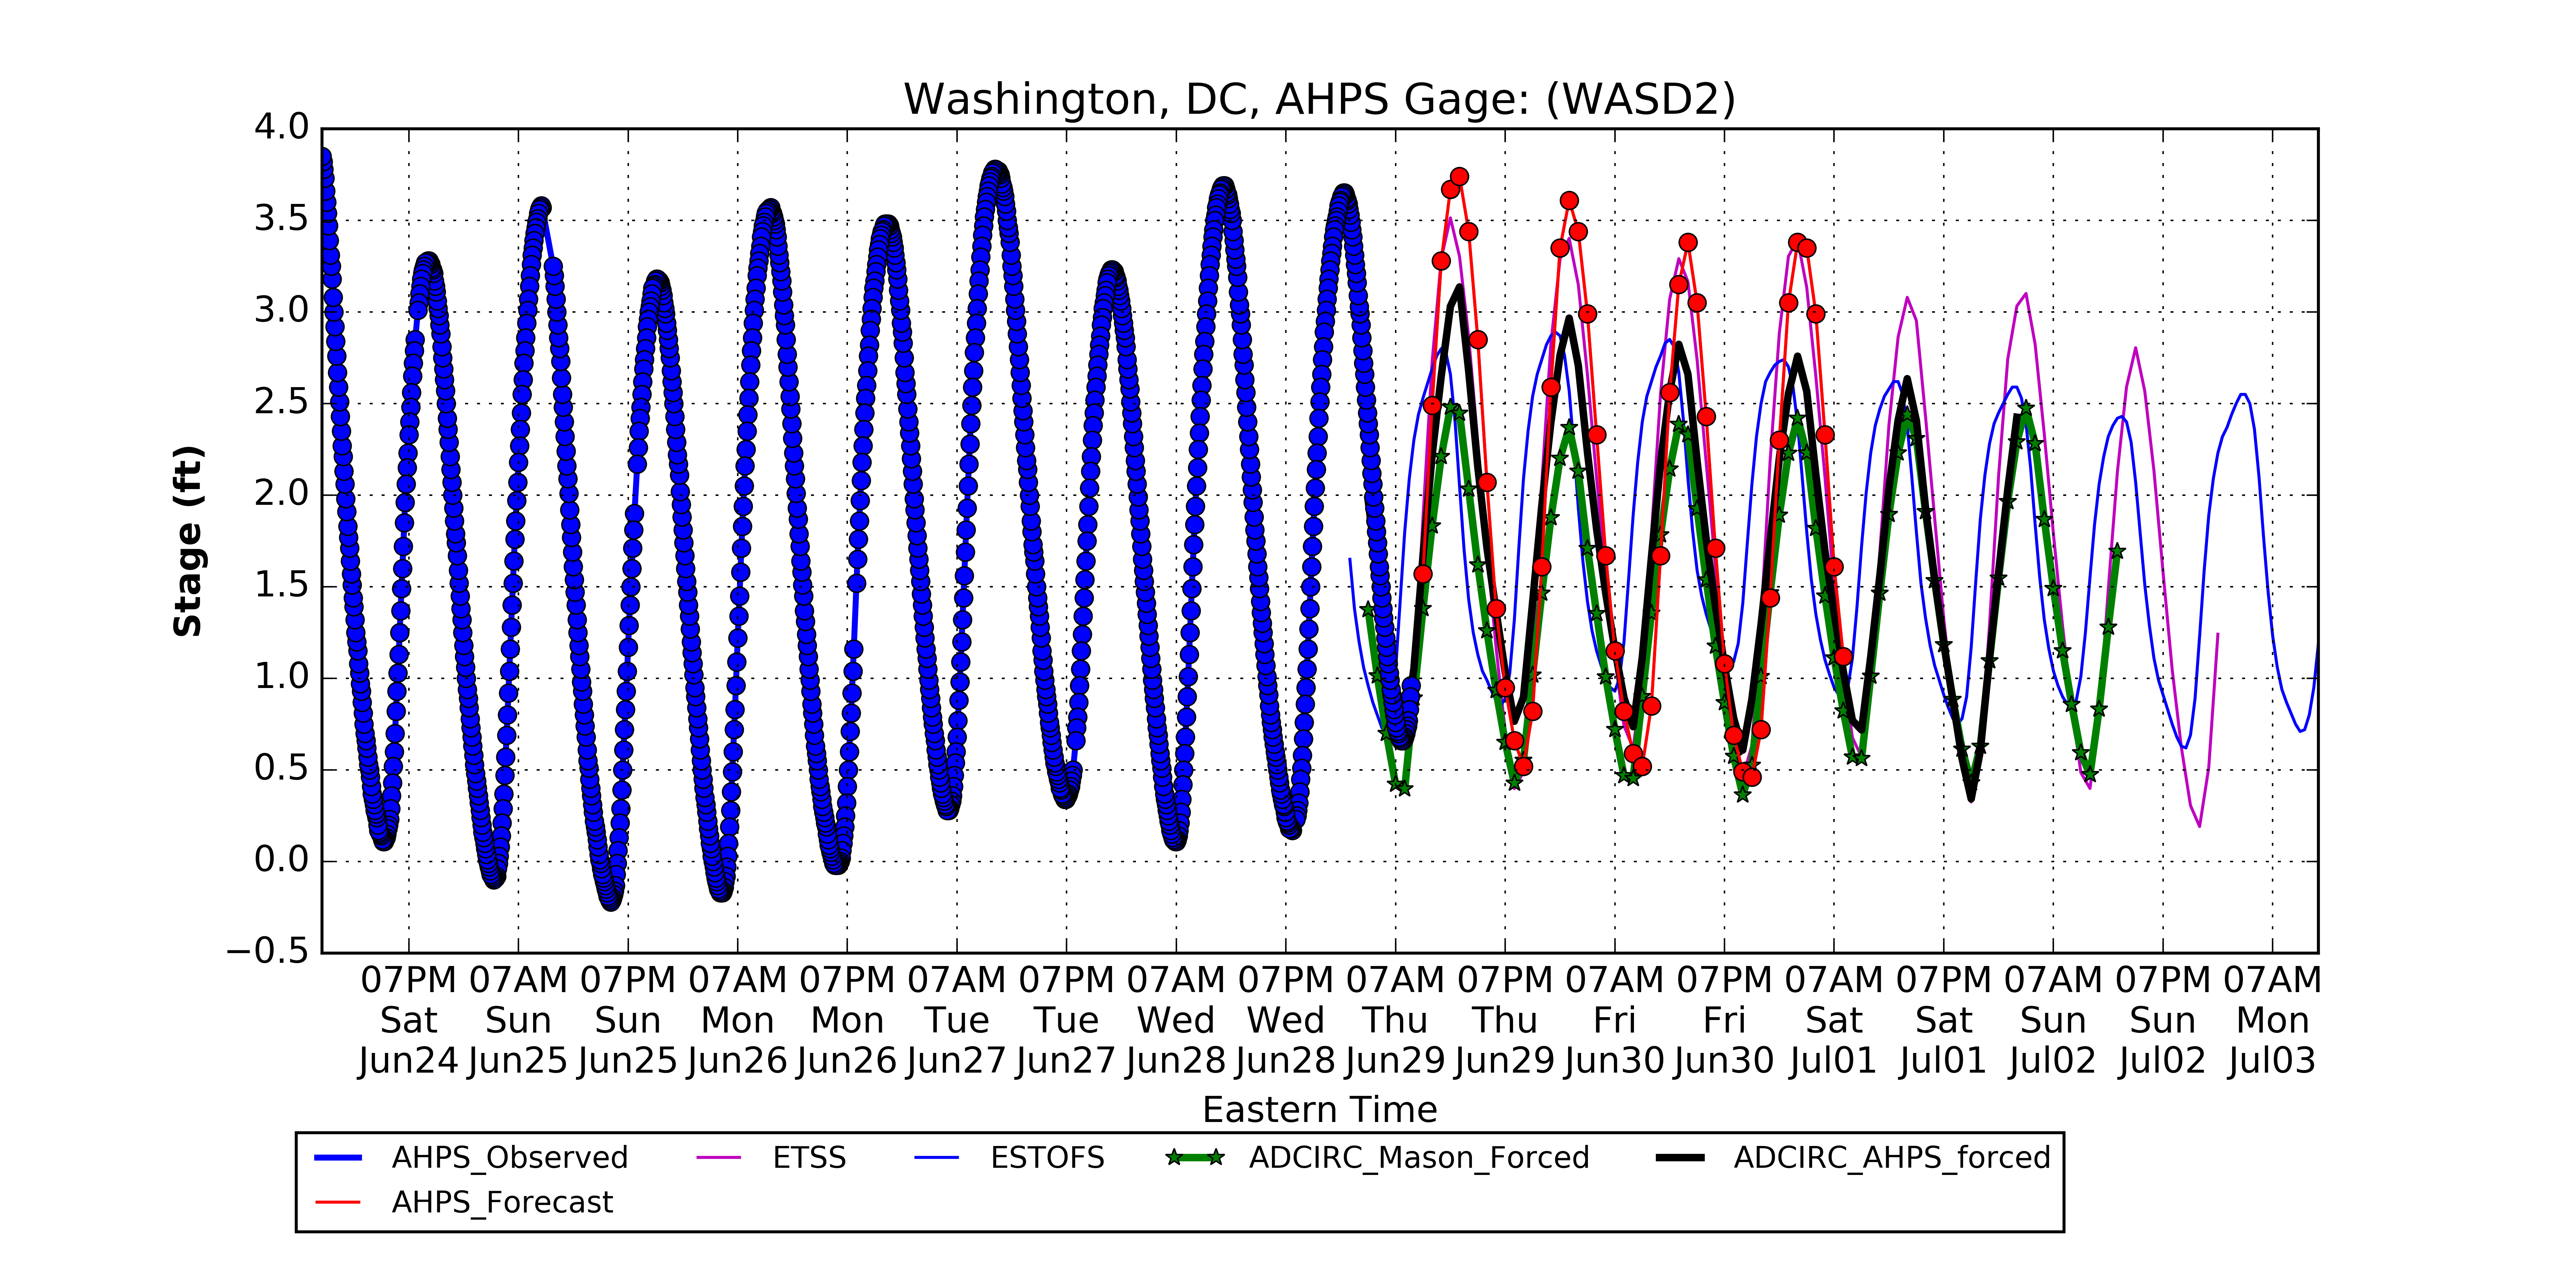 Washington, DC, AHPS Gage: (WASD2)
4.0
3.5
3.0
2.5
2.0
1.5
1.0
0.5
0.0
−0.5
Stage (ft)
07PM 07AM 07PM 07AM 07PM 07AM 07PM 07AM 07PM 07AM 07PM 07AM 07PM 07AM 07PM 07AM 07PM 07AM
Sat Sun Sun Mon Mon Tue Tue Wed Wed Thu Thu Fri Fri Sat Sat Sun Sun Mon
Jun24 Jun25 Jun25 Jun26 Jun26 Jun27 Jun27 Jun28 Jun28 Jun29 Jun29 Jun30 Jun30 Jul01 Jul01 Jul02 Jul02 Jul03
Eastern Time
AHPS_Observed ETSS ESTOFS ADCIRC_Mason_Forced ADCIRC_AHPS_forced
AHPS_Forecast